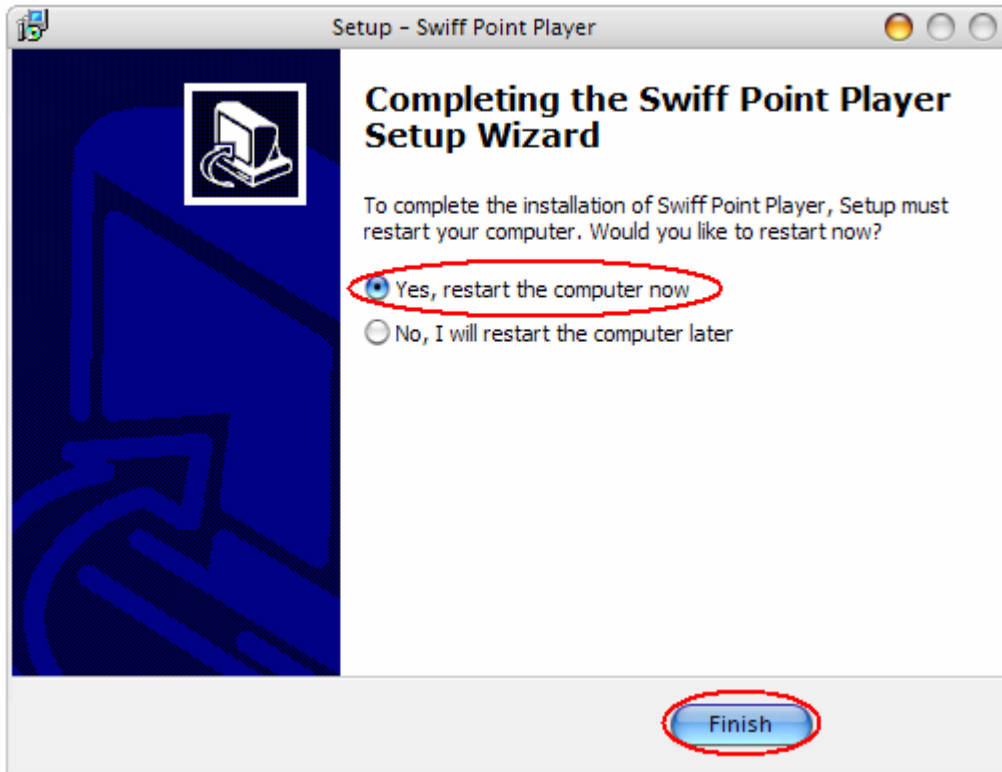 Setup - Swiff Point Player
Completing the Swiff Point Player
Setup Wizard
To complete the installation of Swiff Point Player, Setup must
restart your computer. Would you like to restart now?
Yes, restart the computer now
No, I will restart the computer later
Finish